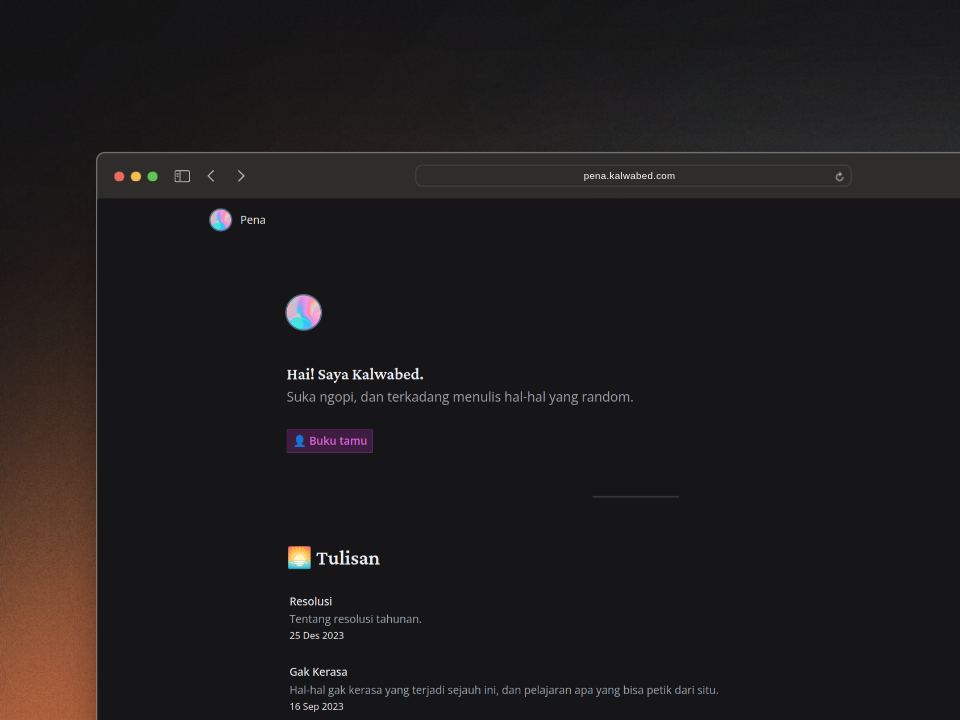 pena.kalwabed.com
Pena
Hai! Saya Kalwabed.
Suka ngopi, dan terkadang menulis hal-hal yang random.
👤 Buku tamu
🌅 Tulisan
Resolusi
Tentang resolusi tahunan.
25 Des 2023
Gak Kerasa
Hal-hal gak kerasa yang terjadi sejauh ini, dan pelajaran apa yang bisa petik dari situ.
16 Sep 2023